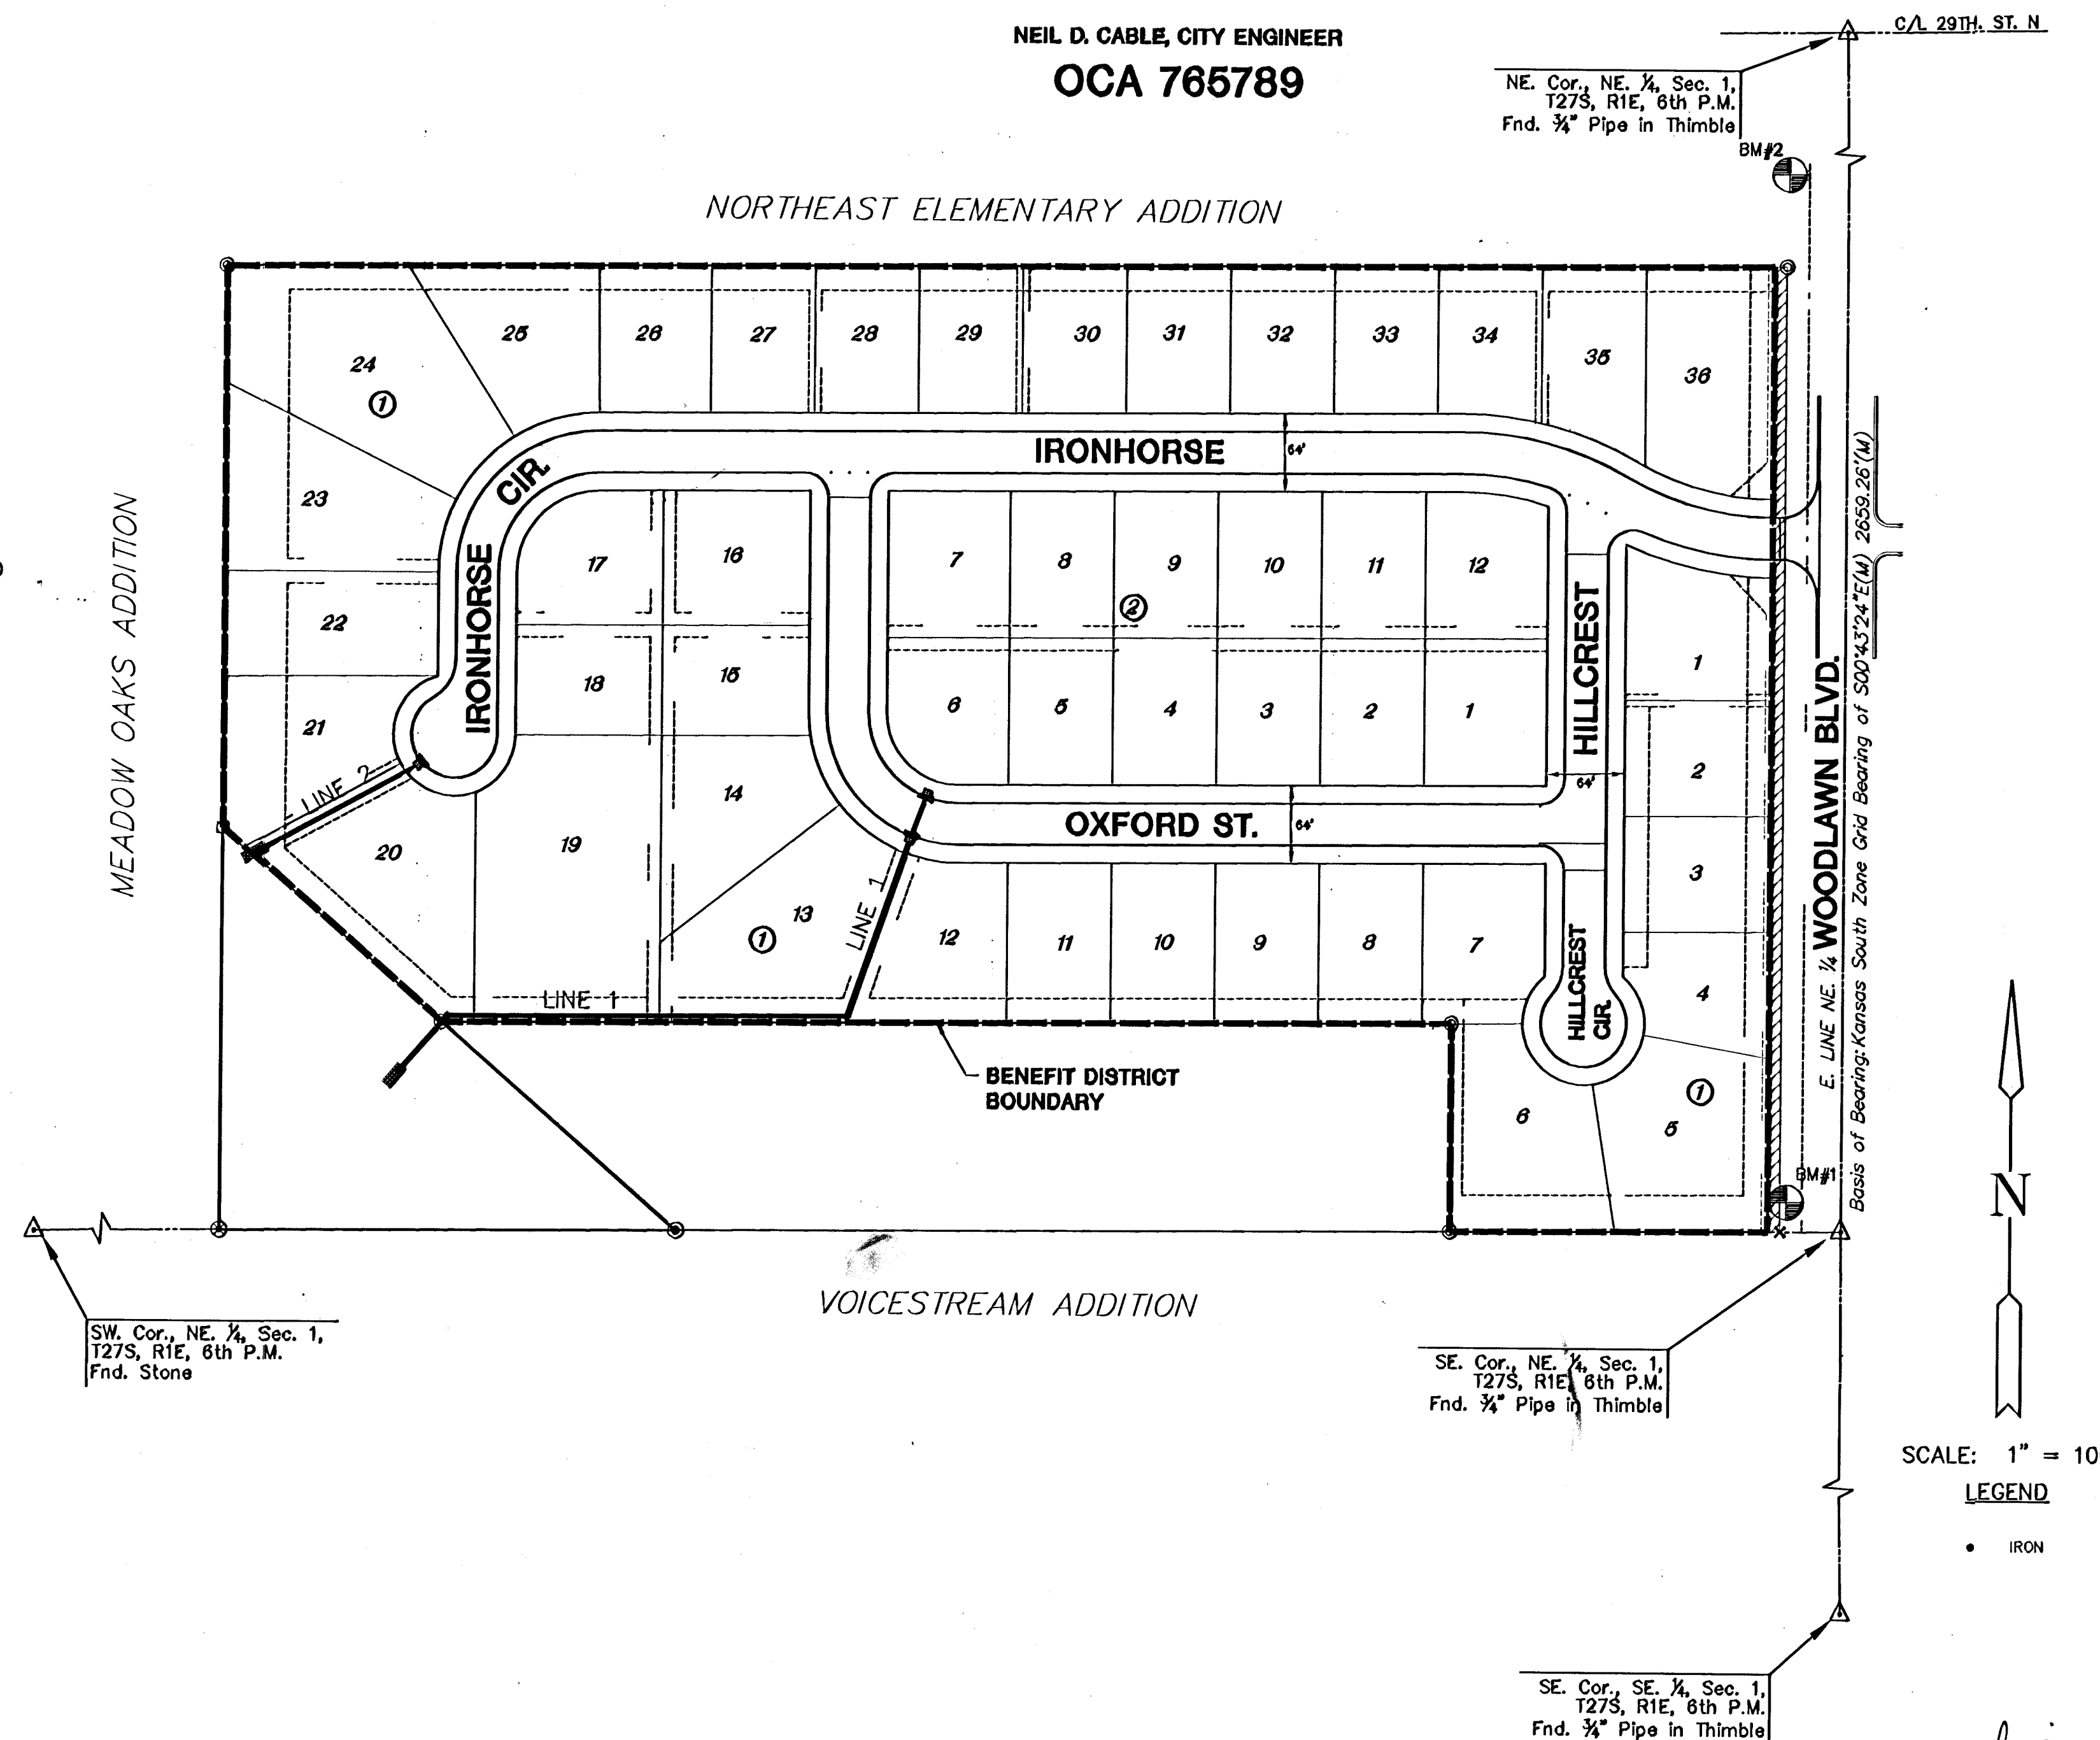 NEIL D. CABLE, CITY ENGINEER
OCA 765789
C/L 29TH. ST. N
NE. Cor., NE. ¼, Sec. 1,
T27S, R1E, 6th P.M.
Fnd. ¾" Pipe in Thimble
BM#2
NORTHEAST ELEMENTARY ADDITION
24
1
25
26
27
28
29
30
31
32
33
34
35
36
IRONHORSE
64'
CIR.
IRONHORSE
MEADOW OAKS ADDITION
23
22
21
20
19
17
16
18
15
14
13
1
7
8
9
10
11
12
2
6
5
4
3
2
1
HILLCREST
64'
OXFORD ST.
64'
LINE 2
LINE 1
LINE 1
12
11
10
9
8
7
HILLCREST
CIR.
1
2
3
4
1
6
5
BENEFIT DISTRICT
BOUNDARY
WOODLAWN BLVD.
E. LINE NE. ¼
Basis of Bearing: Kansas South Zone Grid Bearing of S00°43'24"E(M) 2659.26'(M)
BM#1
N
VOICESTREAM ADDITION
SW. Cor., NE. ¼, Sec. 1,
T27S, R1E, 6th P.M.
Fnd. Stone
SE. Cor., NE. ¼, Sec. 1,
T27S, R1E, 6th P.M.
Fnd. ¾" Pipe in Thimble
SCALE: 1" = 10
LEGEND
IRON
SE. Cor., SE. ¼, Sec. 1,
T27S, R1E, 6th P.M.
Fnd. ¾" Pipe in Thimble